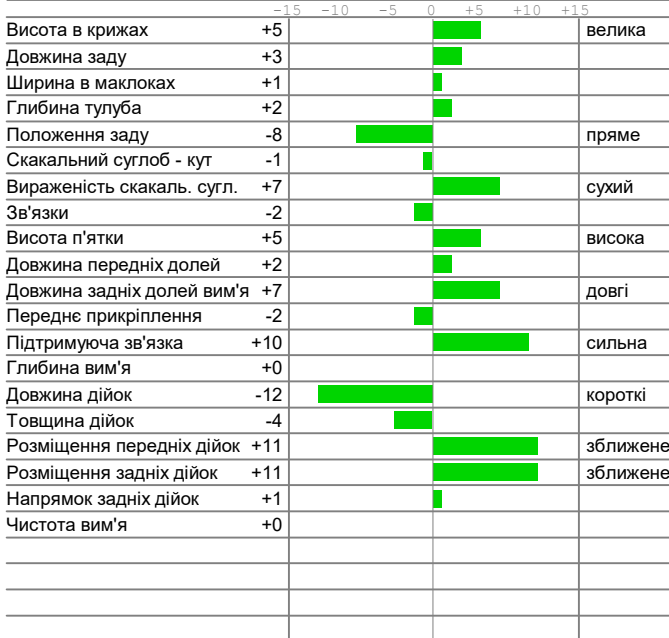 -15 -10 -5 0 +5 +10 +15
Висота в крижах +5 велика
Довжина заду +3
Ширина в маклоках +1
Глибина тулуба +2
Положення заду -8 пряме
Скакальний суглоб - кут -1
Вираженість скакаль. сугл. +7 сухий
Зв'язки -2
Висота п'ятки +5 висока
Довжина передніх долей +2
Довжина задніх долей вим'я +7 довгі
Переднє прикріплення -2
Підтримуюча зв'язка +10 сильна
Глибина вим'я +0
Довжина дійок -12 короткі
Товщина дійок -4
Розміщення передніх дійок +11 зближене
Розміщення задніх дійок +11 зближене
Напрямок задніх дійок +1
Чистота вим'я +0